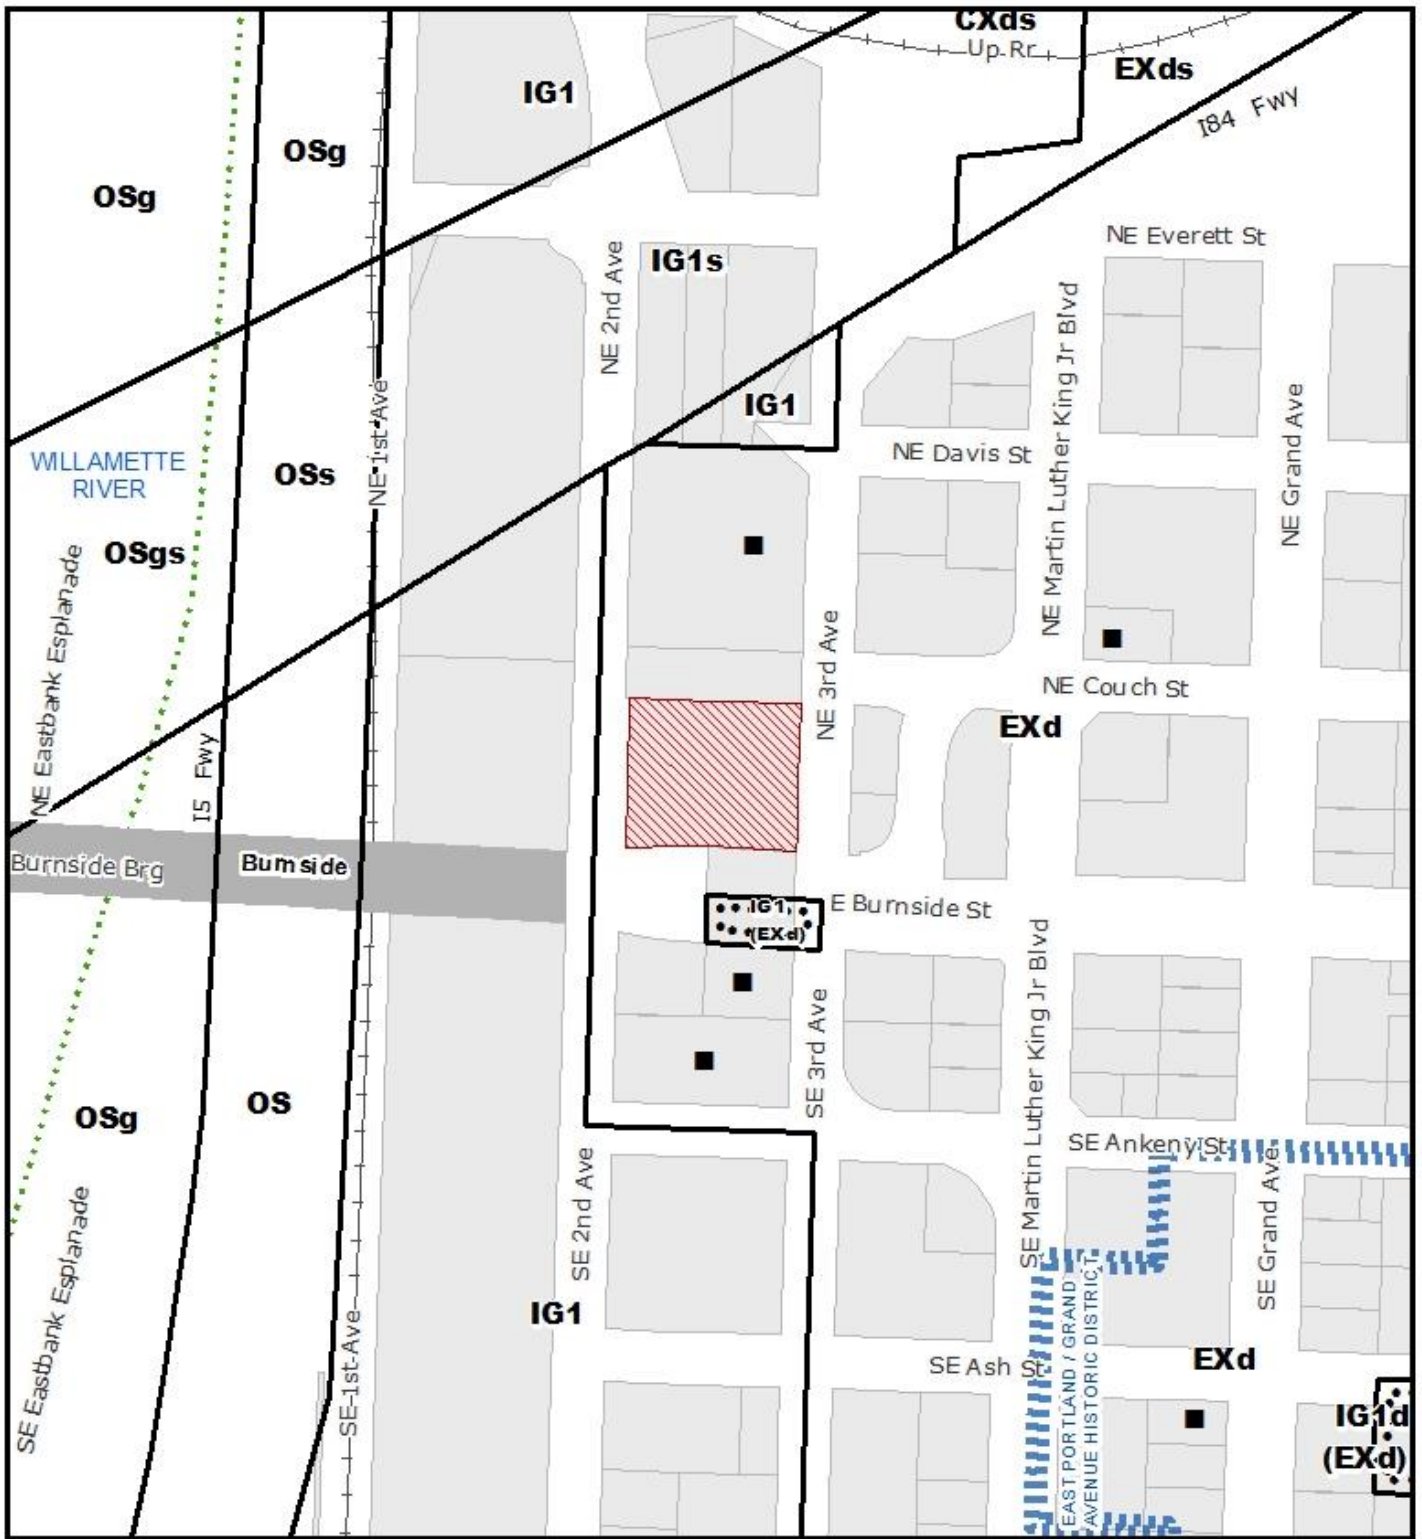 CXds
Up Rr
EXds
IG1
I84 Fwy
OSg
OSg
NE Everett St
IG1s
NE 2nd Ave
NE Martin Luther King Jr Blvd
NE Grand Ave
IG1
NE 1st Ave
NE Davis St
WILLAMETTE
RIVER
OSs
OSgs
NE Eastbank Esplanade
NE 3rd Ave
NE Couch St
EXd
I5 Fwy
Burnside Brg
Burnside
IG1
(EXd)
E Burnside St
SE Martin Luther King Jr Blvd
SE 3rd Ave
OS
OSg
SE Ankeny St
SE 2nd Ave
SE Grand Ave
SE Eastbank Esplanade
IG1
SE 1st Ave
SE Ash St
EXd
EAST PORTLAND / GRAND
AVENUE HISTORIC DISTRICT
IG1d
(EXd)